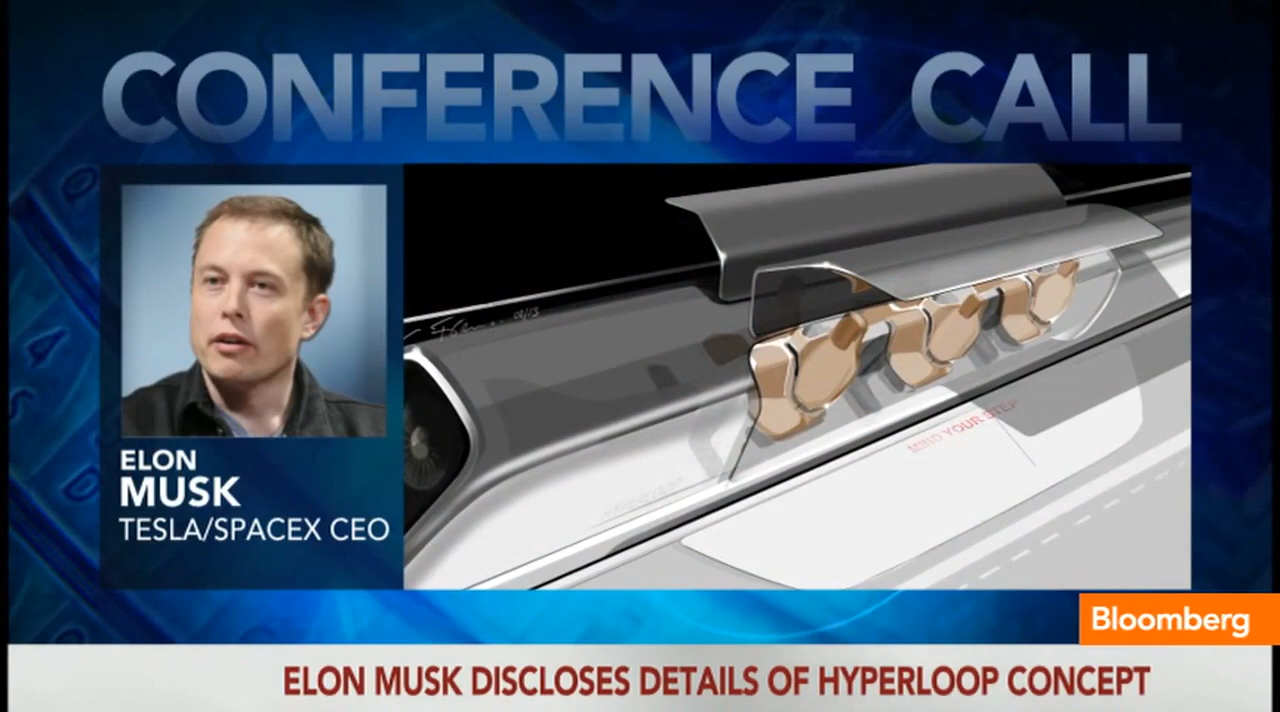 CONFERENCE CALL
ELON
MUSK
TESLA/SPACEX CEO
MIND YOUR STEP
Bloomberg
ELON MUSK DISCLOSES DETAILS OF HYPERLOOP CONCEPT